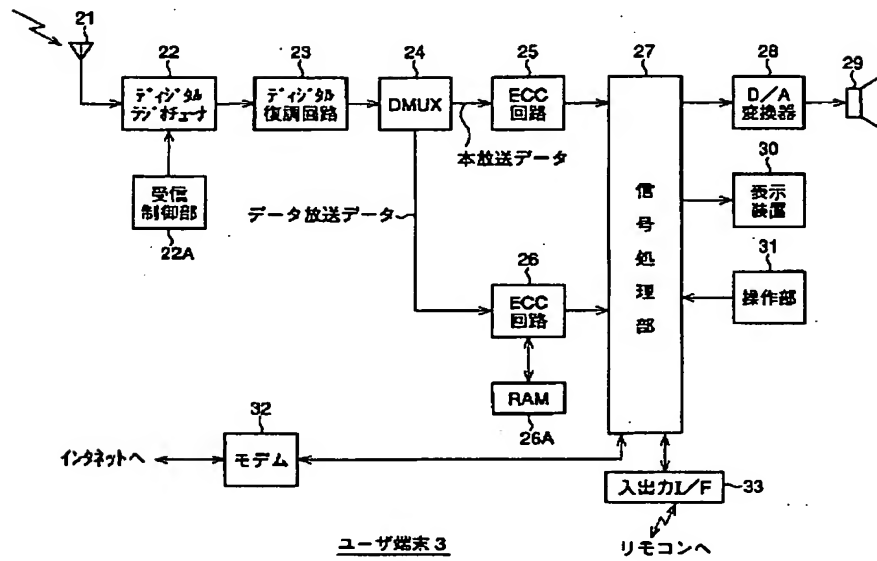 21
22
ディジタル
ラジオチューナ
受信
制御部
22A
23
ディジタル
復調回路
24
DMUX
本放送データ
データ放送データ
25
ECC
回路
26
ECC
回路
RAM
26A
27
信号処理部
28
D/A
変換器
29
30
表示
装置
31
操作部
32
モデム
インタネットへ
入出力I/F
33
リモコンへ
ユーザ端末3